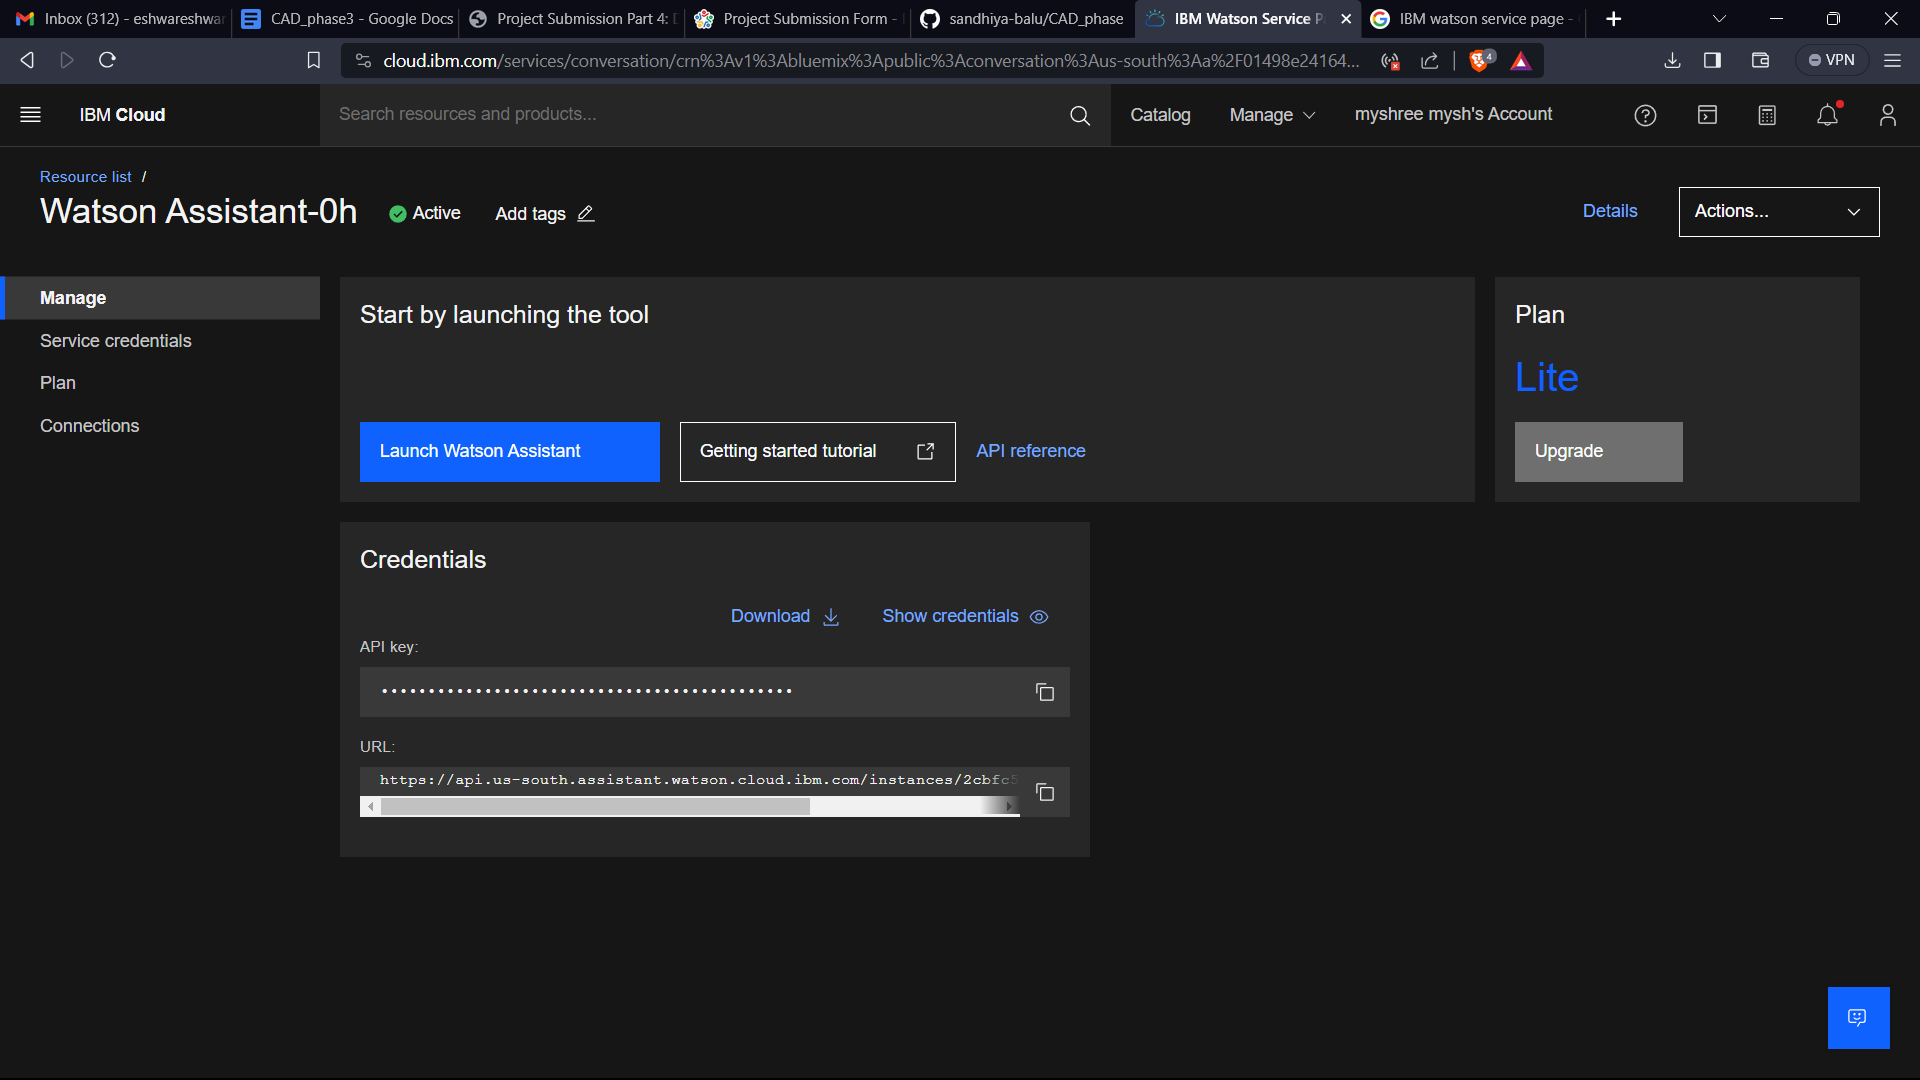 Inbox (312) - eshwareshwar
CAD_phase3 - Google Docs
Project Submission Part 4:
Project Submission Form -
sandhiya-balu/CAD_phase
IBM Watson Service P
IBM watson service page -
cloud.ibm.com/services/conversation/crn%3Av1%3Abluemix%3Apublic%3Aconversation%3Aus-south%3Aa%2F01498e24164...
4
VPN
IBM Cloud
Search resources and products...
Catalog
Manage
myshree mysh's Account
Resource list /
Watson Assistant-0h
Active
Add tags
Details
Actions...
Manage
Service credentials
Plan
Connections
Start by launching the tool
Launch Watson Assistant
Getting started tutorial
API reference
Plan
Lite
Upgrade
Credentials
Download
Show credentials
API key:
URL:
https://api.us-south.assistant.watson.cloud.ibm.com/instances/2cbfc5